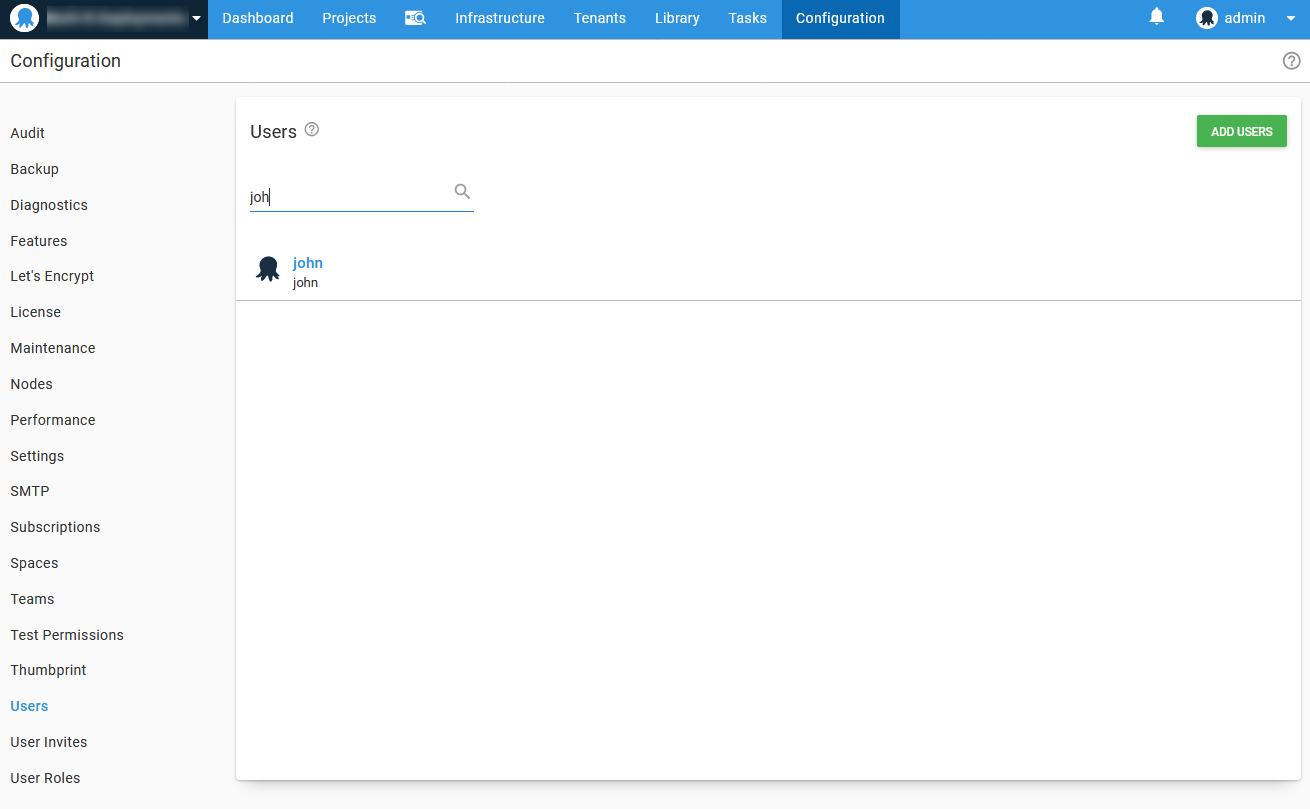 Dashboard Projects Infrastructure Tenants Library Tasks Configuration admin
Configuration
Audit
Backup
Diagnostics
Features
Let's Encrypt
License
Maintenance
Nodes
Performance
Settings
SMTP
Subscriptions
Spaces
Teams
Test Permissions
Thumbprint
Users
User Invites
User Roles
Users
ADD USERS
joh
john
john